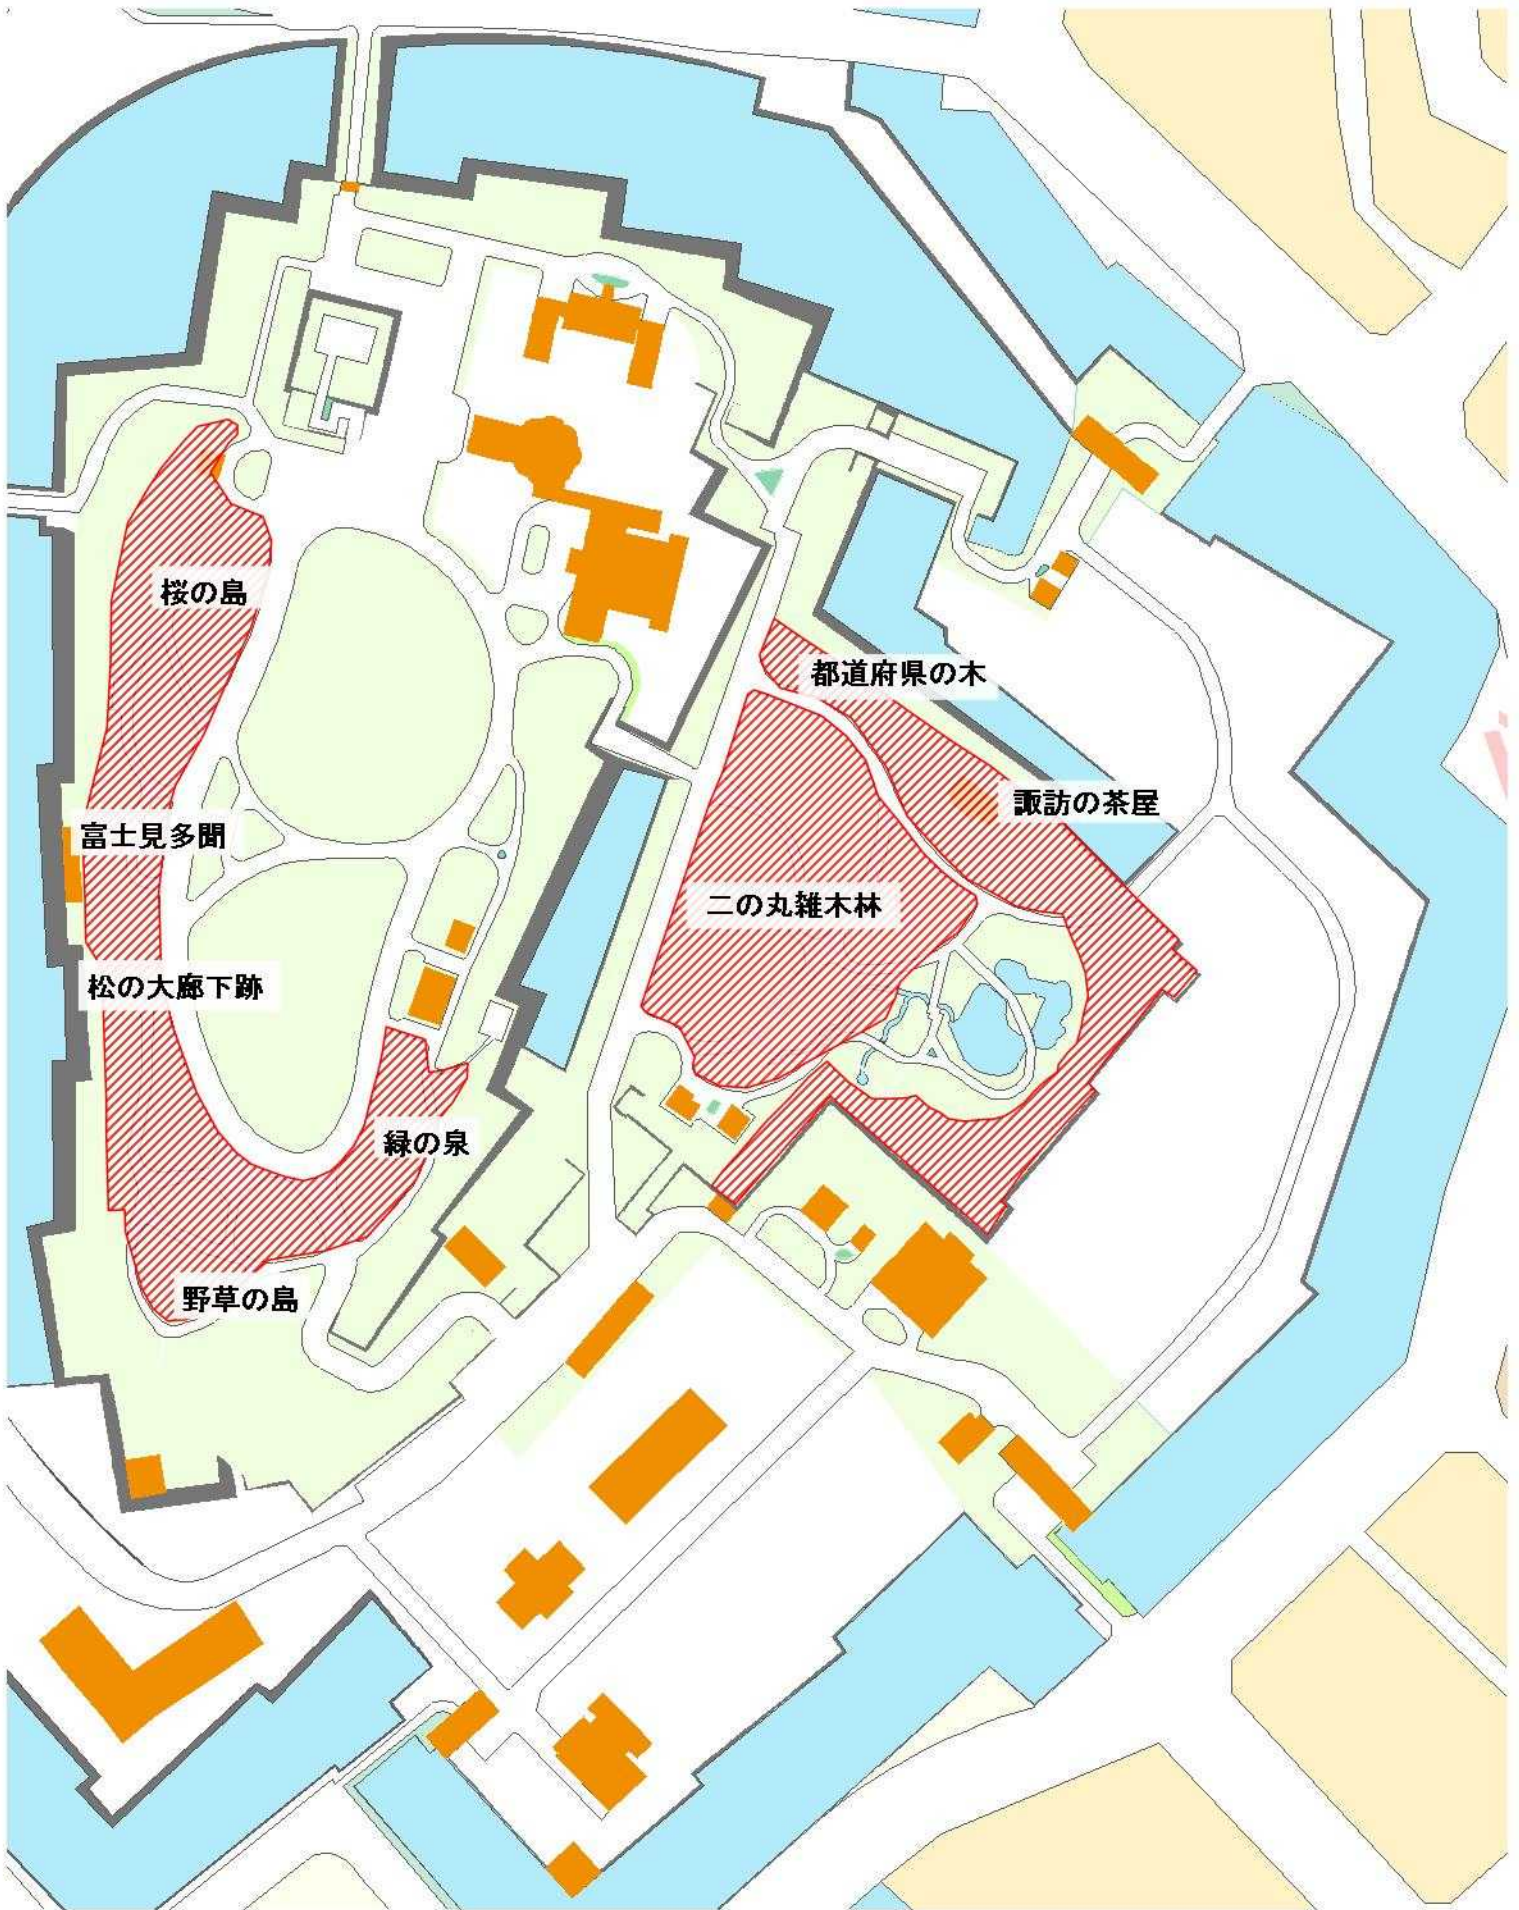 桜の島
都道府県の木
諏訪の茶屋
富士見多聞
二の丸雑木林
松の大廊下跡
緑の泉
野草の島